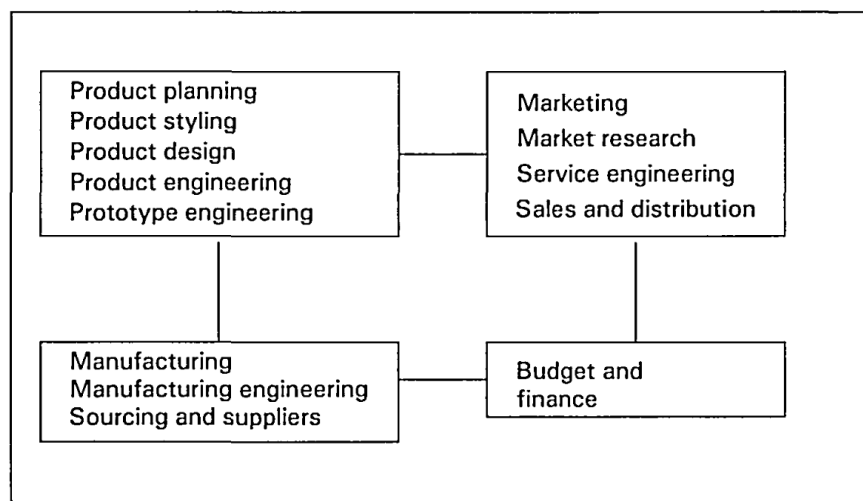 Product planning
Product styling
Product design
Product engineering
Prototype engineering
Marketing
Market research
Service engineering
Sales and distribution
Manufacturing
Manufacturing engineering
Sourcing and suppliers
Budget and
finance